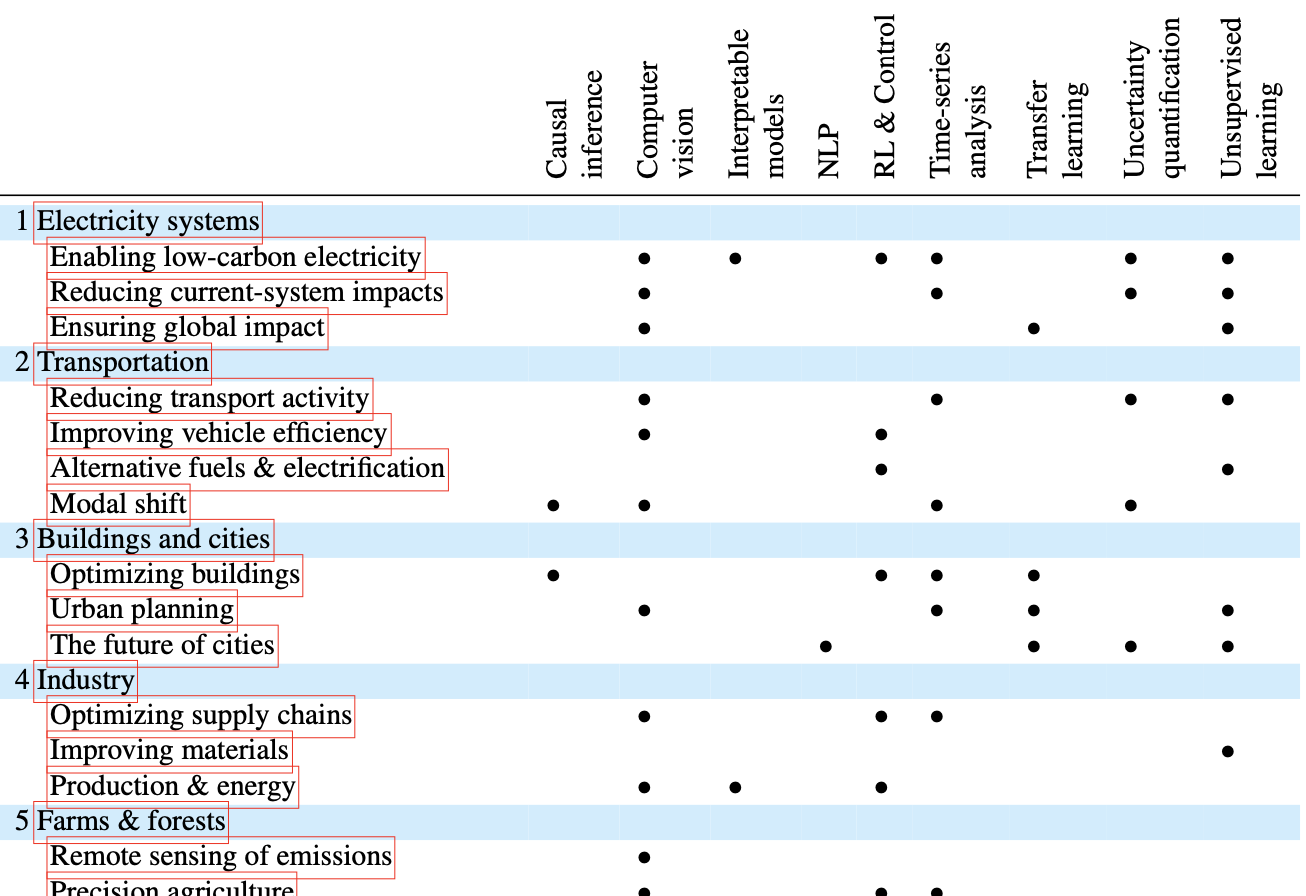 Causal inference
Computer vision
Interpretable models
NLP
RL & Control
Time-series analysis
Transfer learning
Uncertainty quantification
Unsupervised learning
1 Electricity systems
Enabling low-carbon electricity • • • • • •
Reducing current-system impacts • • • •
Ensuring global impact • • •
2 Transportation
Reducing transport activity • • • •
Improving vehicle efficiency • •
Alternative fuels & electrification • •
Modal shift • • • •
3 Buildings and cities
Optimizing buildings • • • •
Urban planning • • • •
The future of cities • • • •
4 Industry
Optimizing supply chains • • •
Improving materials •
Production & energy • • •
5 Farms & forests
Remote sensing of emissions •
Precision agriculture • • •